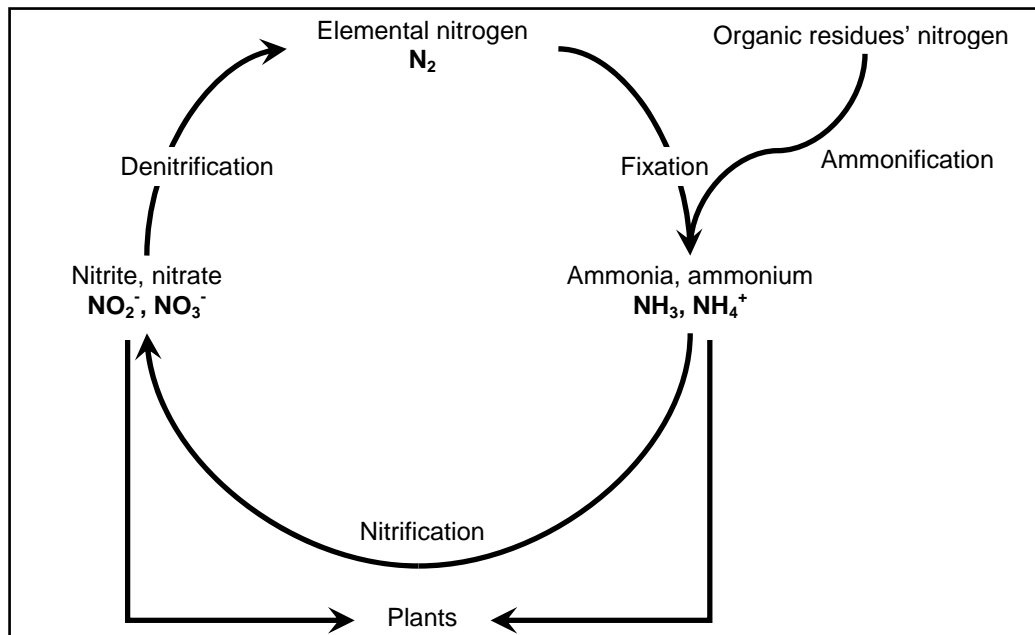 Elemental nitrogen
N₂
Organic residues’ nitrogen
Denitrification
Fixation
Ammonification
Nitrite, nitrate
NO₂⁻, NO₃⁻
Ammonia, ammonium
NH₃, NH₄⁺
Nitrification
Plants